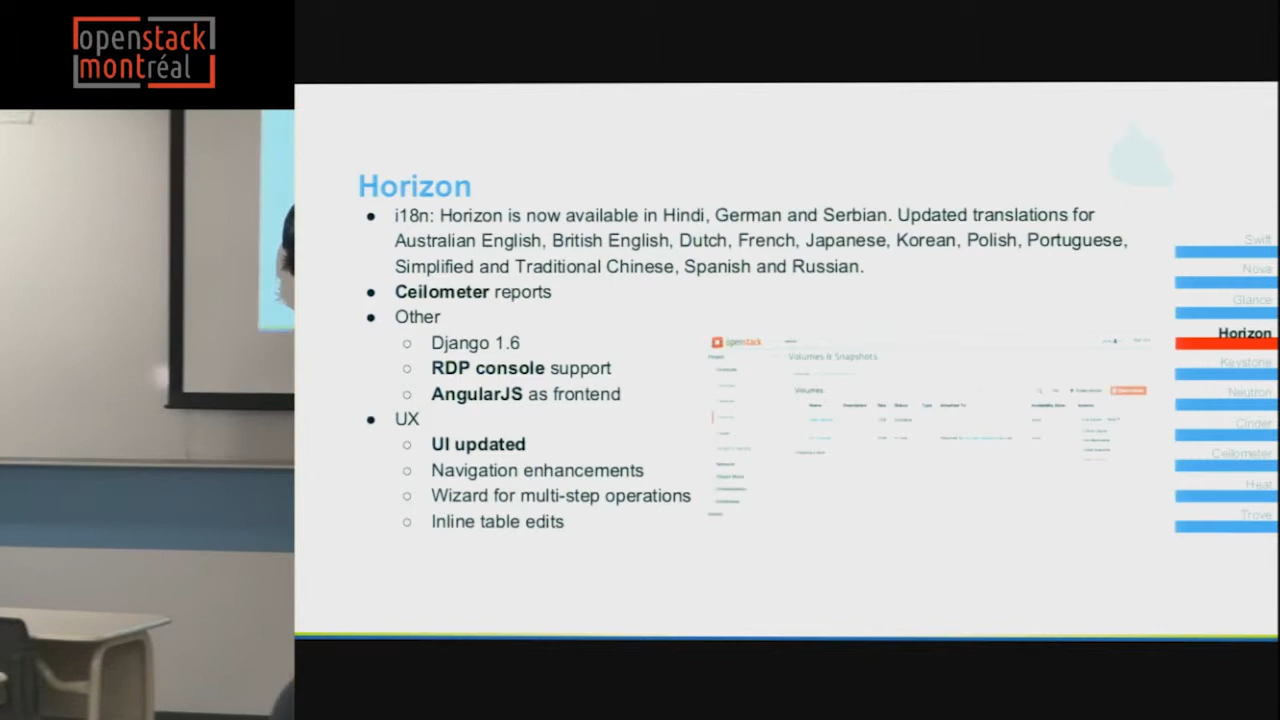 openstack
montréal
Horizon
● i18n: Horizon is now available in Hindi, German and Serbian. Updated translations for
Australian English, British English, Dutch, French, Japanese, Korean, Polish, Portuguese,
Simplified and Traditional Chinese, Spanish and Russian.
● Ceilometer reports
● Other
○ Django 1.6
○ RDP console support
○ AngularJS as frontend
● UX
○ UI updated
○ Navigation enhancements
○ Wizard for multi-step operations
○ Inline table edits
openstack
Volumes & Snapshots
Volumes
Swift
Nova
Glance
Horizon
Keystone
Neutron
Cinder
Ceilometer
Heat
Trove